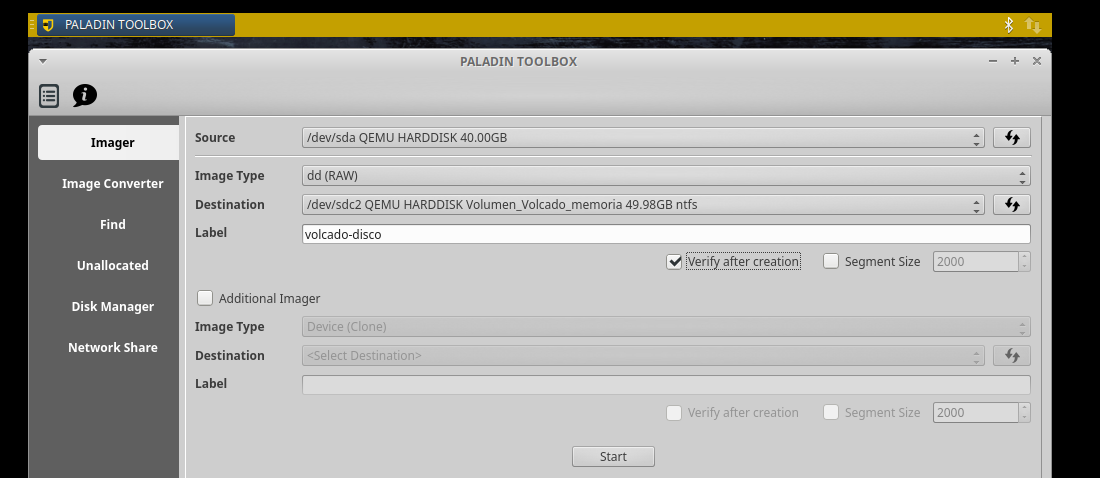 PALADIN TOOLBOX
PALADIN TOOLBOX
Imager
Image Converter
Find
Unallocated
Disk Manager
Network Share
Source /dev/sda QEMU HARDDISK 40.00GB
Image Type dd (RAW)
Destination /dev/sdc2 QEMU HARDDISK Volumen_Volcado_memoria 49.98GB ntfs
Label volcado-disco
Verify after creation Segment Size 2000
Additional Imager
Image Type Device (Clone)
Destination <Select Destination>
Label
Verify after creation Segment Size 2000
Start